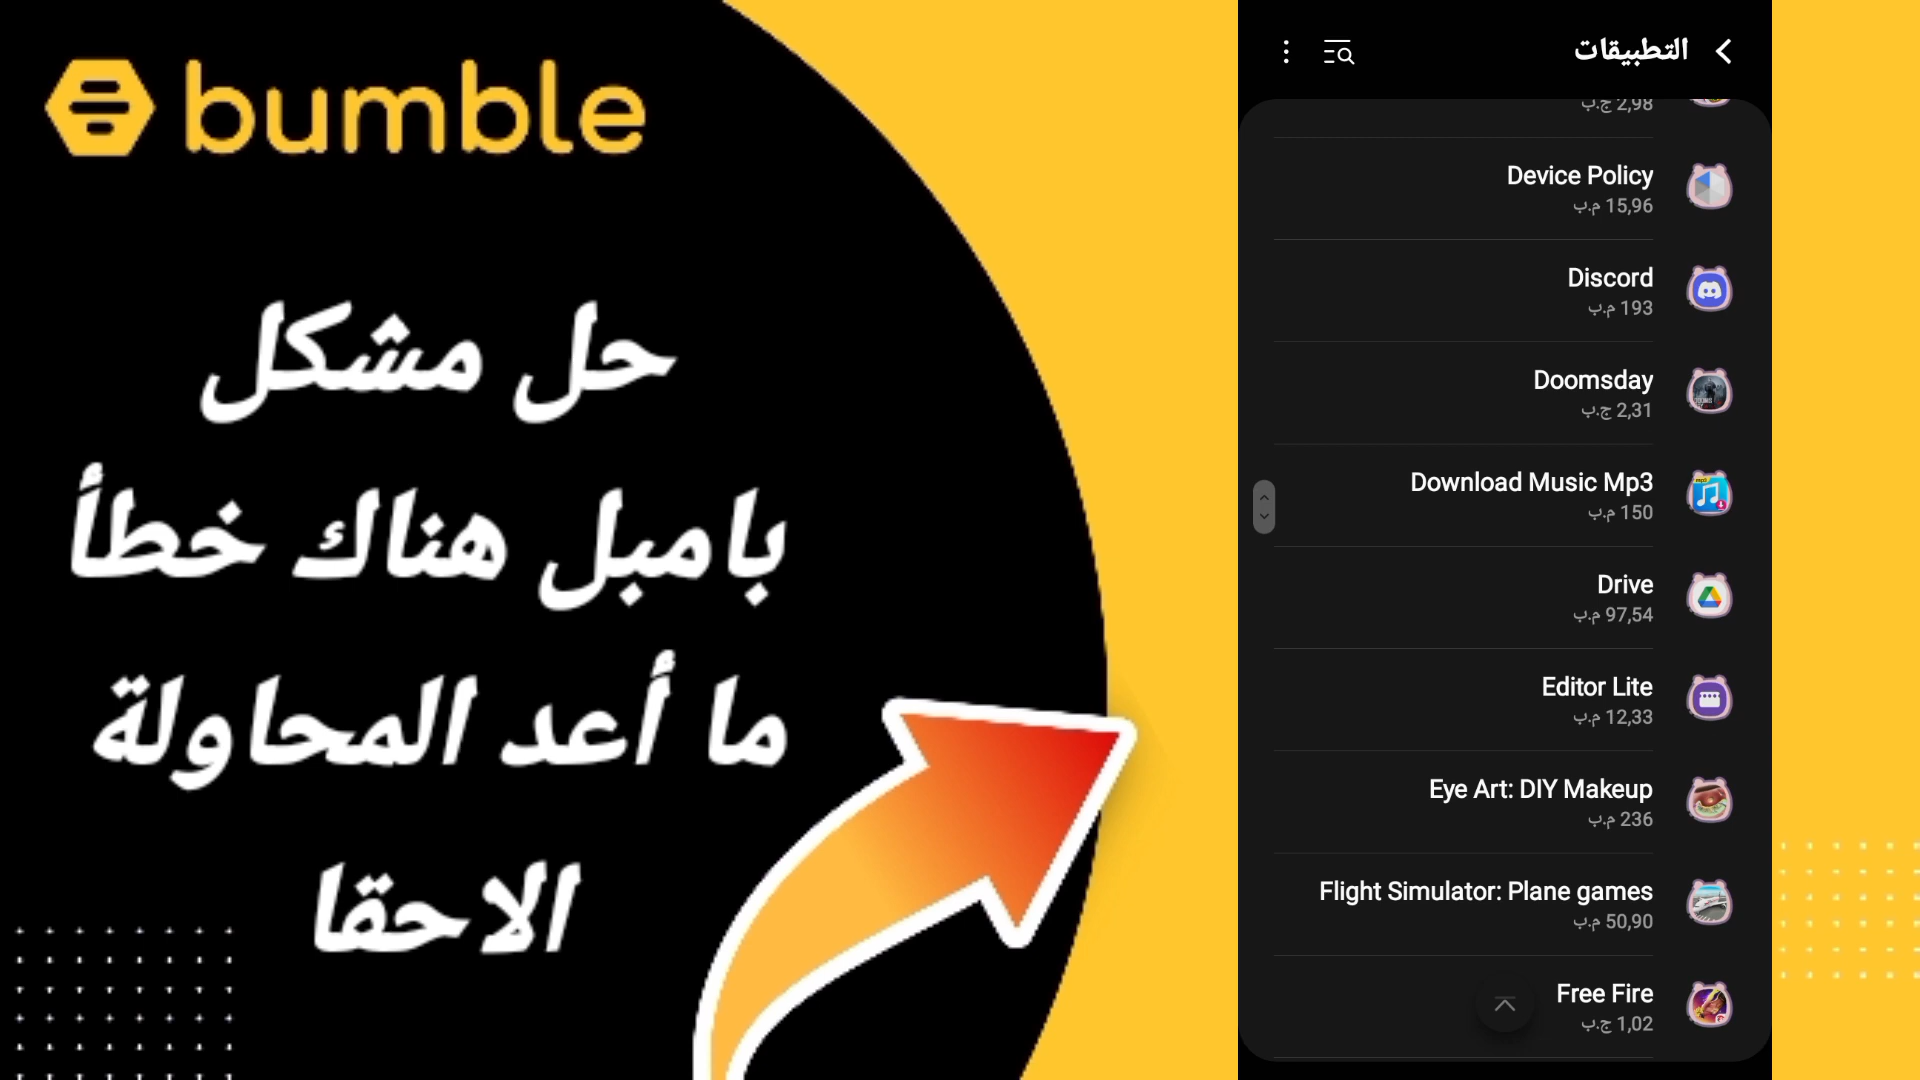 bumble
حل مشكل
بامبل هناك خطأ
ما أعد المحاولة
الاحقا
التطبيقات
2,98 ج.ب
Device Policy
15,96 م.ب
Discord
193 م.ب
Doomsday
2,31 ج.ب
Download Music Mp3
150 م.ب
Drive
97,54 م.ب
Editor Lite
12,33 م.ب
Eye Art: DIY Makeup
236 م.ب
Flight Simulator: Plane games
50,90 م.ب
Free Fire
1,02 ج.ب